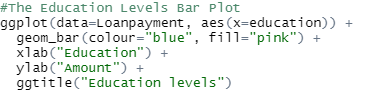 #The Education Levels Bar Plot
ggplot(data=Loanpayment, aes(x=education)) +
  geom_bar(colour="blue", fill="pink") +
  xlab("Education") +
  ylab("Amount") +
  ggtitle("Education levels")